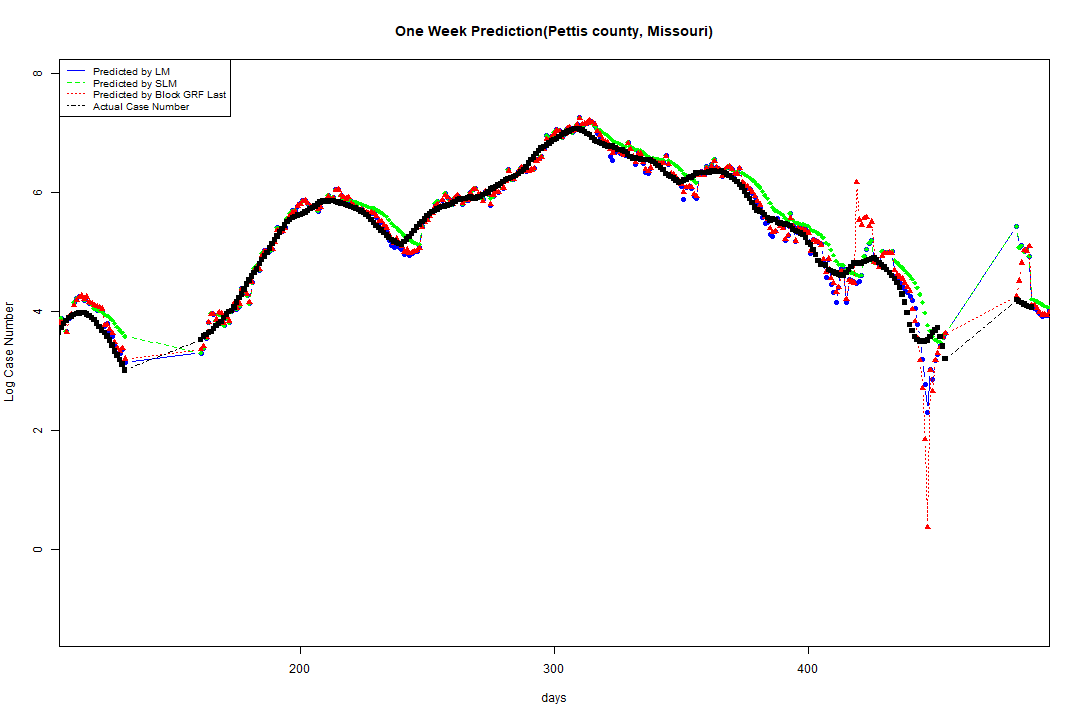 One Week Prediction(Pettis county, Missouri)
Predicted by LM
Predicted by SLM
Predicted by Block GRF Last
Actual Case Number
8
6
4
2
0
Log Case Number
200 300 400
days